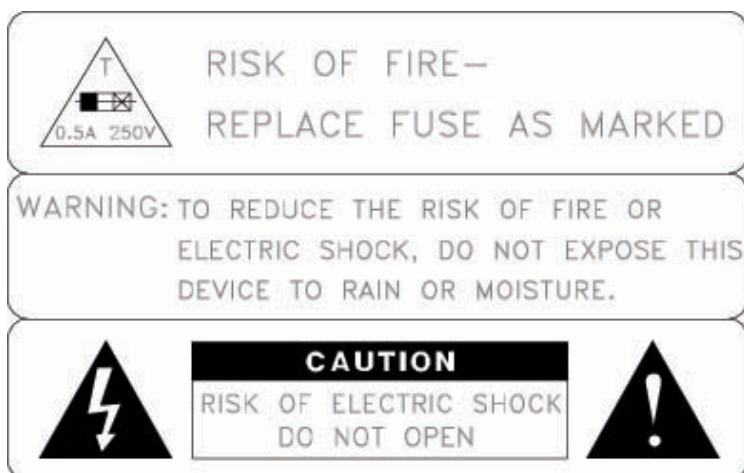 T
0.5A 250V
RISK OF FIRE—
REPLACE FUSE AS MARKED
WARNING: TO REDUCE THE RISK OF FIRE OR
ELECTRIC SHOCK, DO NOT EXPOSE THIS
DEVICE TO RAIN OR MOISTURE.
CAUTION
RISK OF ELECTRIC SHOCK
DO NOT OPEN